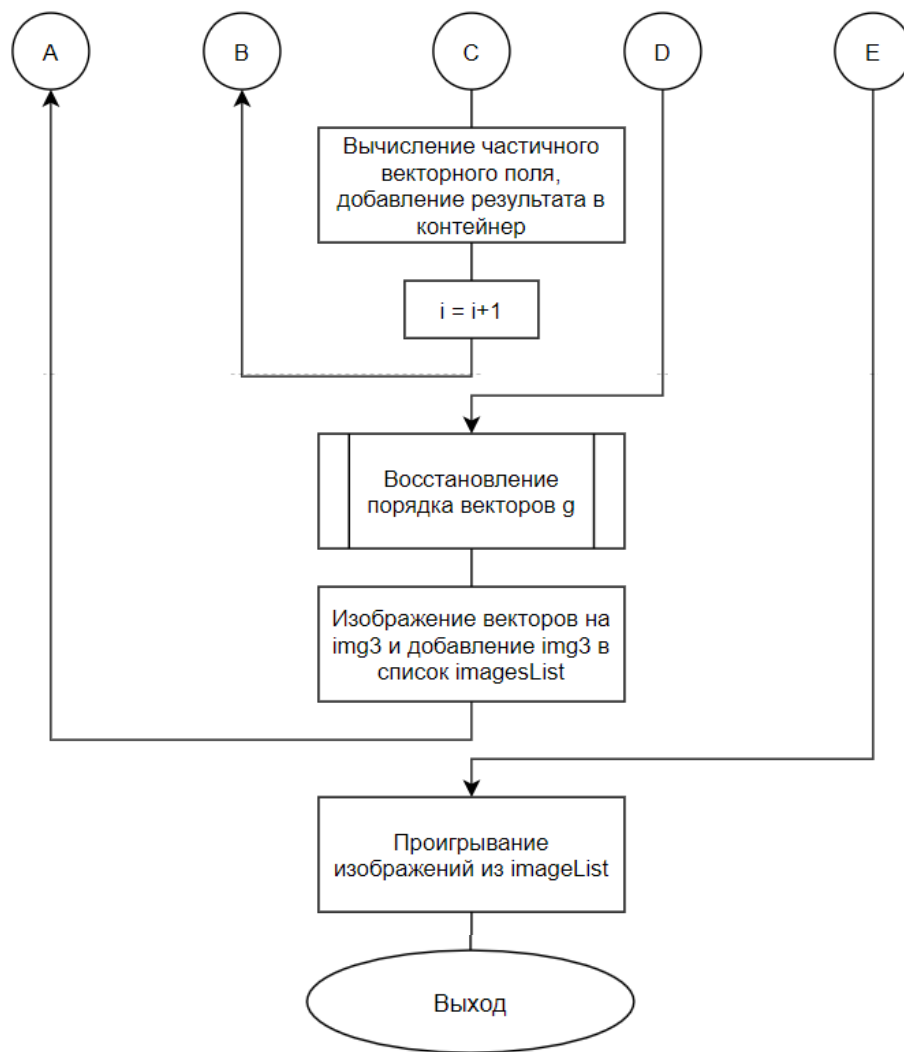 A
B
C
D
E
Вычисление частичного
векторного поля,
добавление результата в
контейнер
i = i+1
Восстановление
порядка векторов g
Изображение векторов на
img3 и добавление img3 в
список imagesList
Проигрывание
изображений из imageList
Выход